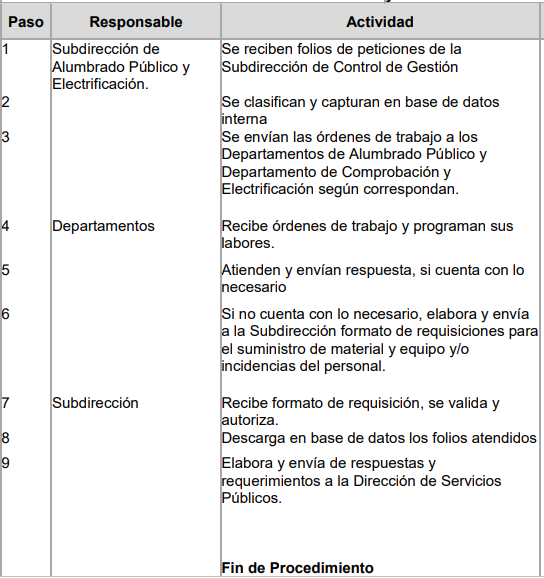 Paso Responsable Actividad
1 Subdirección de Se reciben folios de peticiones de la
Alumbrado Público y Subdirección de Control de Gestión
Electrificación.
2 Se clasifican y capturan en base de datos
interna
3 Se envían las órdenes de trabajo a los
Departamentos de Alumbrado Público y
Departamento de Comprobación y
Electrificación según correspondan.
4 Departamentos Recibe órdenes de trabajo y programan sus
labores.
5 Atienden y envían respuesta, si cuenta con lo
necesario
6 Si no cuenta con lo necesario, elabora y envía
a la Subdirección formato de requisiciones para
el suministro de material y equipo y/o
incidencias del personal.
7 Subdirección Recibe formato de requisición, se valida y
autoriza.
8 Descarga en base de datos los folios atendidos
9 Elabora y envía de respuestas y
requerimientos a la Dirección de Servicios
Públicos.
Fin de Procedimiento